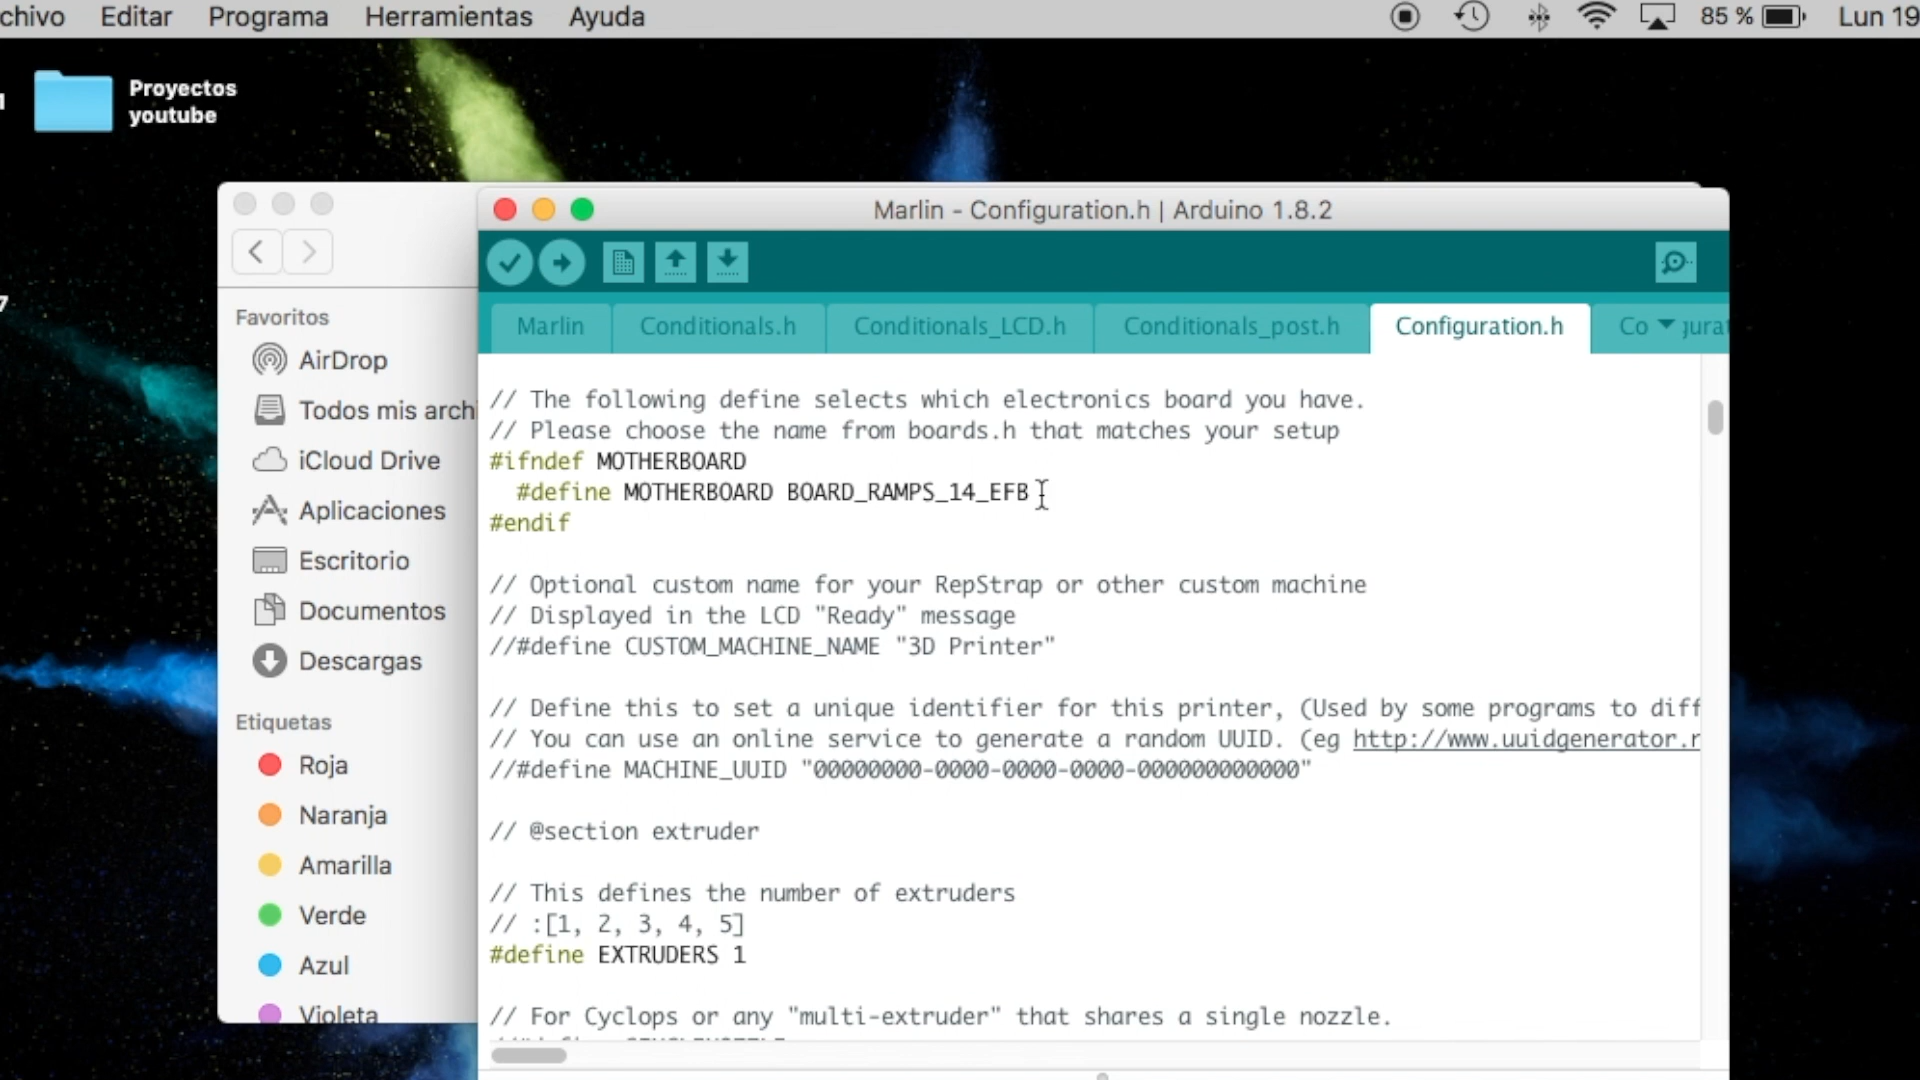 chivo Editar Programa Herramientas Ayuda 85 % Lun 19
Proyectos
youtube
Marlin - Configuration.h | Arduino 1.8.2
Marlin Conditionals.h Conditionals_LCD.h Conditionals_post.h Configuration.h Co gurat
7
Favoritos
AirDrop
Todos mis archi
iCloud Drive
Aplicaciones
Escritorio
Documentos
Descargas
Etiquetas
Roja
Naranja
Amarilla
Verde
Azul
Violeta
// The following define selects which electronics board you have.
// Please choose the name from boards.h that matches your setup
#ifndef MOTHERBOARD
#define MOTHERBOARD BOARD_RAMPS_14_EFB
#endif
// Optional custom name for your RepStrap or other custom machine
// Displayed in the LCD "Ready" message
//#define CUSTOM_MACHINE_NAME "3D Printer"
// Define this to set a unique identifier for this printer, (Used by some programs to diff
// You can use an online service to generate a random UUID. (eg http://www.uuidgenerator.r
//#define MACHINE_UUID "00000000-0000-0000-0000-000000000000"
// @section extruder
// This defines the number of extruders
// :[1, 2, 3, 4, 5]
#define EXTRUDERS 1
// For Cyclops or any "multi-extruder" that shares a single nozzle.